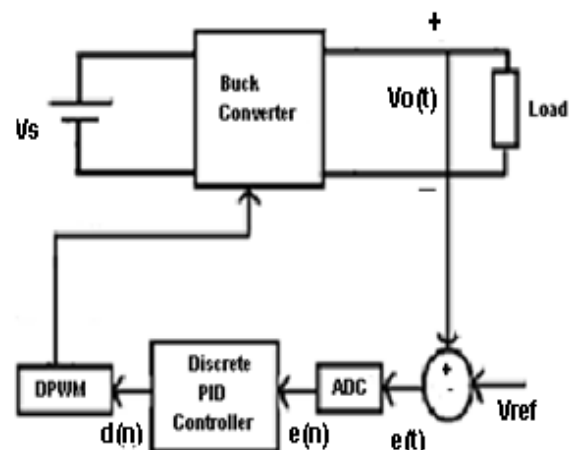 +
Buck
Converter
Vo(t)
Load
Vs
–
+
-
DPWM
Discrete
PID
Controller
ADC
Vref
d(n)
e(n)
e(t)